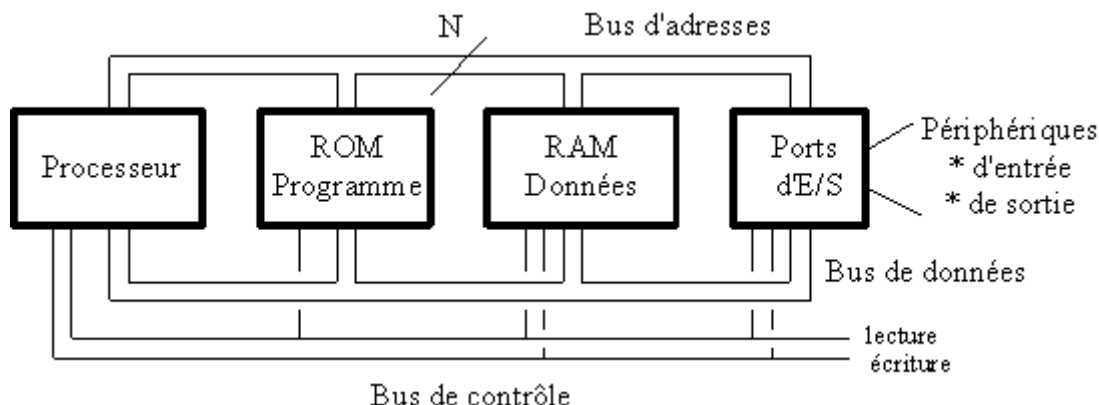 N
Bus d'adresses
Processeur
ROM
Programme
RAM
Données
Ports
d'E/S
Périphériques
* d'entrée
* de sortie
Bus de données
lecture
écriture
Bus de contrôle